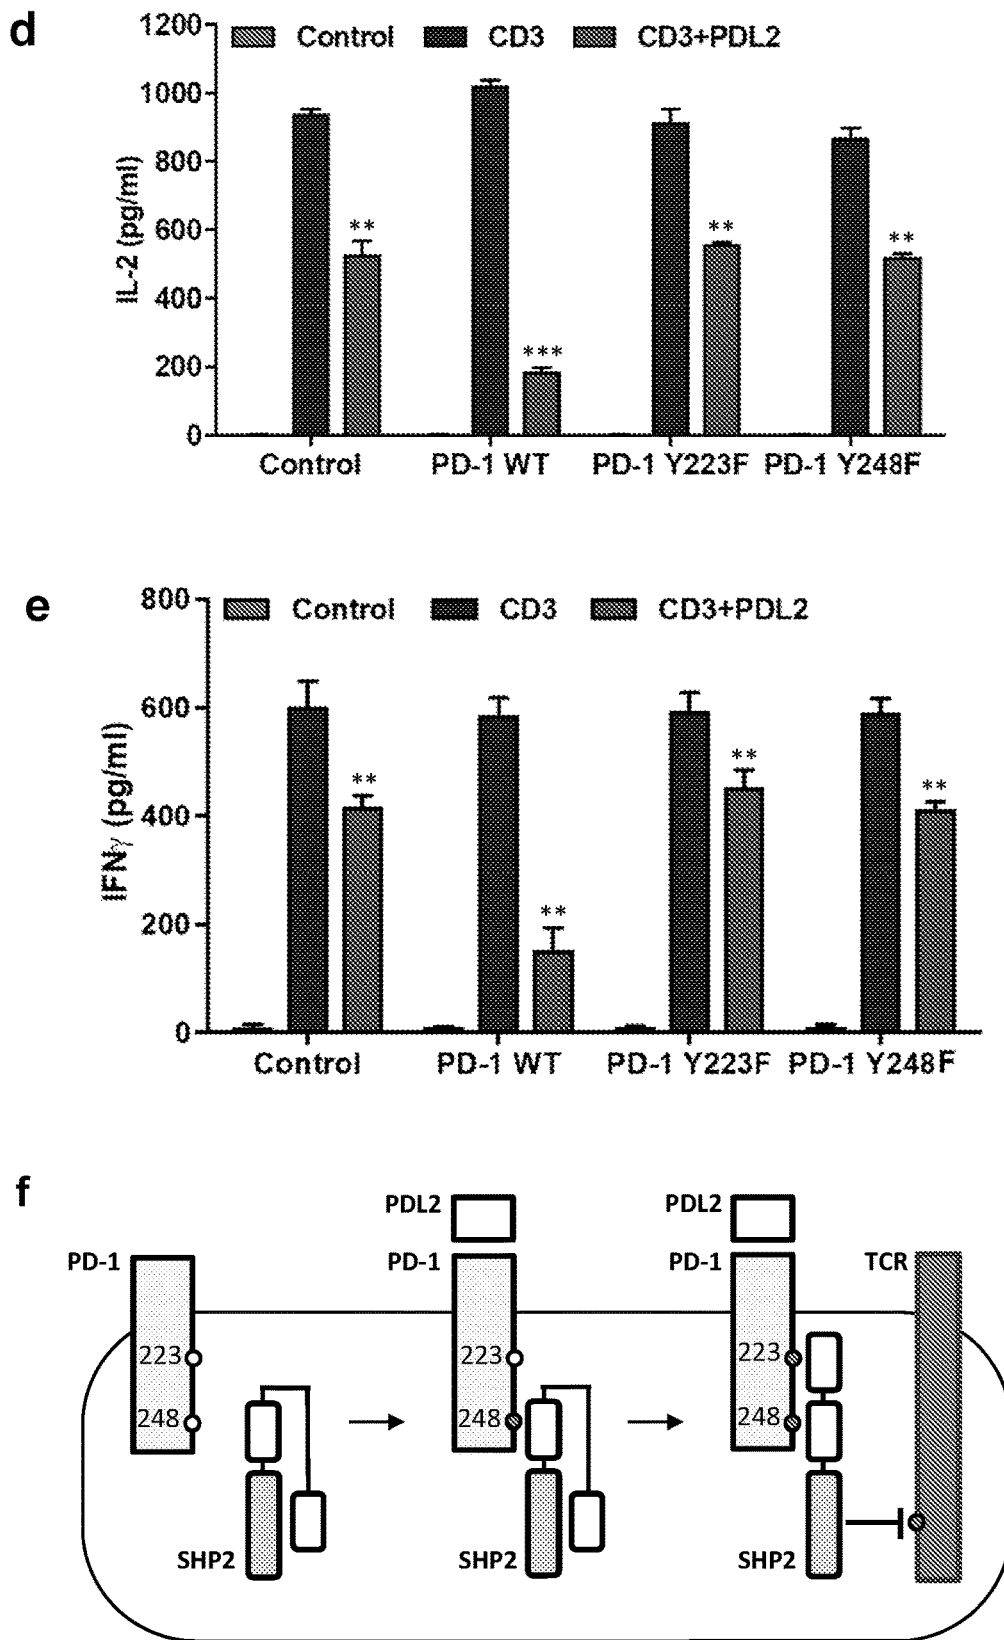 d
Control CD3 CD3+PDL2
1200
1000
800
600
400
200
0
IL-2 (pg/ml)
**
***
**
**
Control PD-1 WT PD-1 Y223F PD-1 Y248F
e
Control CD3 CD3+PDL2
800
600
400
200
0
IFNγ (pg/ml)
**
**
**
**
Control PD-1 WT PD-1 Y223F PD-1 Y248F
f
PDL2 PDL2
PD-1 PD-1 PD-1 TCR
223 223 223
248 248 248
SHP2 SHP2 SHP2